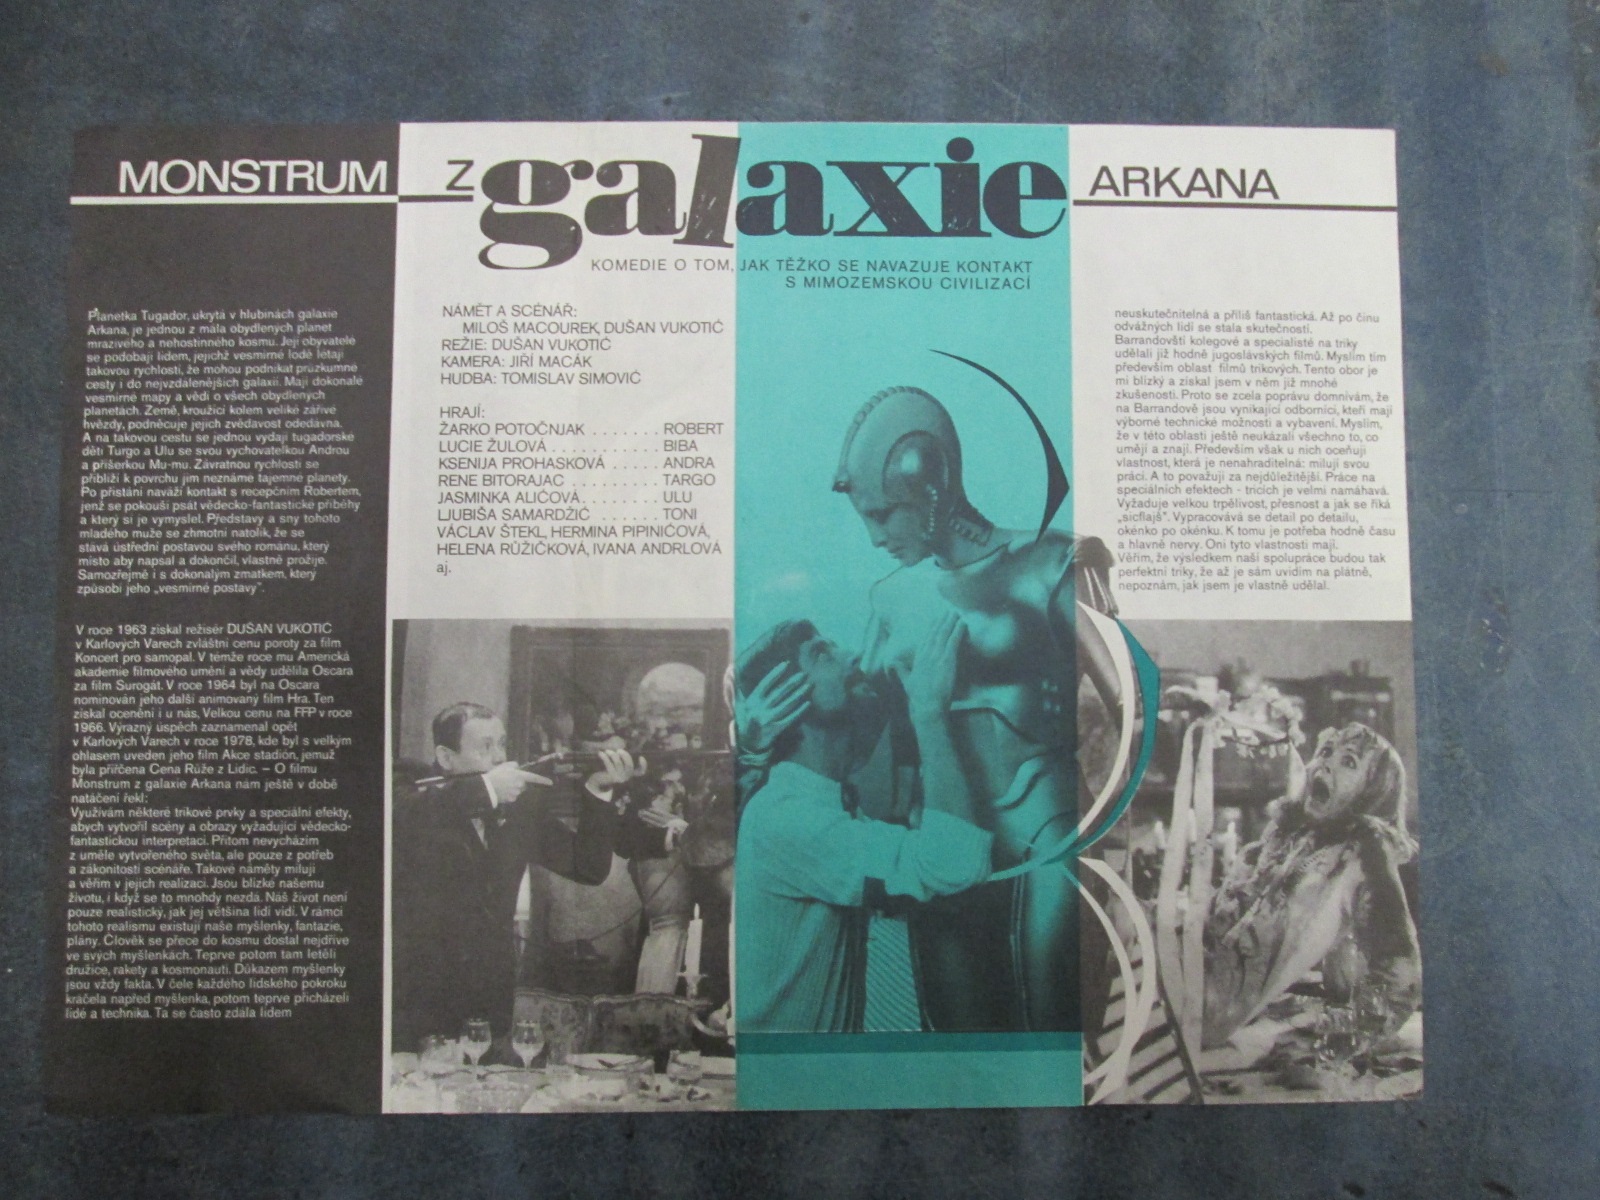 MONSTRUM Z galaxie ARKANA
KOMEDIE O TOM, JAK TĚŽKO SE NAVAZUJE KONTAKT
S MIMOZEMSKOU CIVILIZACÍ
Planetka Tugador, ukrytá v hlubinách galaxie
Arkana, je jednou z mála obydlených planet
mrazivého a nehostinného kosmu. Její obyvatelé
se podobají lidem, jejichž vesmírné lodě létají
takovou rychlostí, že mohou podnikat průzkumné
cesty i do nejvzdálenějších galaxií. Mají dokonalé
vesmírné mapy a vědí o všech obydlených
planetách. Země, kroužící kolem veliké zářivé
hvězdy, podněcuje jejich zvědavost odedávna.
A na takovou cestu se jednou vydají tugadorské
děti Turgo a Ulu se svou vychovatelkou Androu
a příšerkou Mu-mu. Závratnou rychlostí se
přiblíží k povrchu jim neznámé tajemné planety.
Po přistání naváží kontakt s recepčním Robertem,
jenž se pokouší psát vědecko-fantastické příběhy
a který si je vymyslel. Představy a sny tohoto
mladého muže se zhmotní natolik, že se
stává ústřední postavou svého románu, který
místo aby napsal a dokončil, vlastně prožije.
Samozřejmě i s dokonalým zmatkem, který
způsobí jeho „vesmírné postavy".
V roce 1963 získal režisér DUŠAN VUKOTIĆ
v Karlových Varech zvláštní cenu poroty za film
Koncert pro samopal. V témže roce mu Americká
akademie filmového umění a vědy udělila Oscara
za film Surogát. V roce 1964 byl na Oscara
nominován jeho další animovaný film Hra. Ten
získal ocenění i u nás, Velkou cenu na FFP v roce
1966. Výrazný úspěch zaznamenal opět
v Karlových Varech v roce 1978, kde byl s velkým
ohlasem uveden jeho film Akce stadión, jemuž
byla přiřčena Cena Růže z Lidic. – O filmu
Monstrum z galaxie Arkana nám ještě v době
natáčení řekl:
Využívám některé trikové prvky a speciální efekty,
abych vytvořil scény a obrazy vyžadující vědecko-
fantastickou interpretaci. Přitom nevycházím
z uměle vytvořeného světa, ale pouze z potřeb
a zákonitostí scénáře. Takové náměty miluji
a věřím v jejich realizaci. Jsou blízké našemu
životu, i když se to mnohdy nezdá. Náš život není
pouze realistický, jak jej většina lidí vidí. V rámci
tohoto realismu existují naše myšlenky, fantazie,
plány. Člověk se přece do kosmu dostal nejdříve
ve svých myšlenkách. Teprve potom tam letěli
družice, rakety a kosmonauti. Důkazem myšlenky
jsou vždy fakta. V čele každého lidského pokroku
kráčela napřed myšlenka, potom teprve přicházeli
lidé a technika. Ta se často zdála lidem
NÁMĚT A SCÉNÁŘ:
MILOŠ MACOUREK, DUŠAN VUKOTIĆ
REŽIE: DUŠAN VUKOTIĆ
KAMERA: JIŘÍ MACÁK
HUDBA: TOMISLAV SIMOVIĆ
HRAJÍ:
ŽARKO POTOČNJAK . . . . . . . ROBERT
LUCIE ŽULOVÁ . . . . . . . . . . . BIBA
KSENIJA PROHASKOVÁ . . . . . ANDRA
RENE BITORAJAC . . . . . . . . . TARGO
JASMINKA ALIČOVÁ . . . . . . . . ULU
LJUBIŠA SAMARDŽIĆ . . . . . . TONI
VÁCLAV ŠTEKL, HERMINA PIPINIČOVÁ,
HELENA RŮŽIČKOVÁ, IVANA ANDRLOVÁ
aj.
neuskutečnitelná a příliš fantastická. Až po činu
odvážných lidí se stala skutečností.
Barrandovští kolegové a specialisté na triky
udělali již hodně jugoslávských filmů. Myslím tím
především oblast filmů trikových. Tento obor je
mi blízký a získal jsem v něm již mnohé
zkušenosti. Proto se zcela poprávu domnívám, že
na Barrandově jsou vynikající odborníci, kteří mají
výborné technické možnosti a vybavení. Myslím,
že v této oblasti ještě neukázali všechno to, co
umějí a znají. Především však u nich oceňuji
vlastnost, která je nenahraditelná: milují svou
práci. A to považuji za nejdůležitější. Práce na
speciálních efektech - tricích je velmi namáhavá.
Vyžaduje velkou trpělivost, přesnost a jak se říká
„sicflajš". Vypracovává se detail po detailu,
okénko po okénku. K tomu je potřeba hodně času
a hlavně nervy. Oni tyto vlastnosti mají.
Věřím, že výsledkem naší spolupráce budou tak
perfektní triky, že až je sám uvidím na plátně,
nepoznám, jak jsem je vlastně udělal.